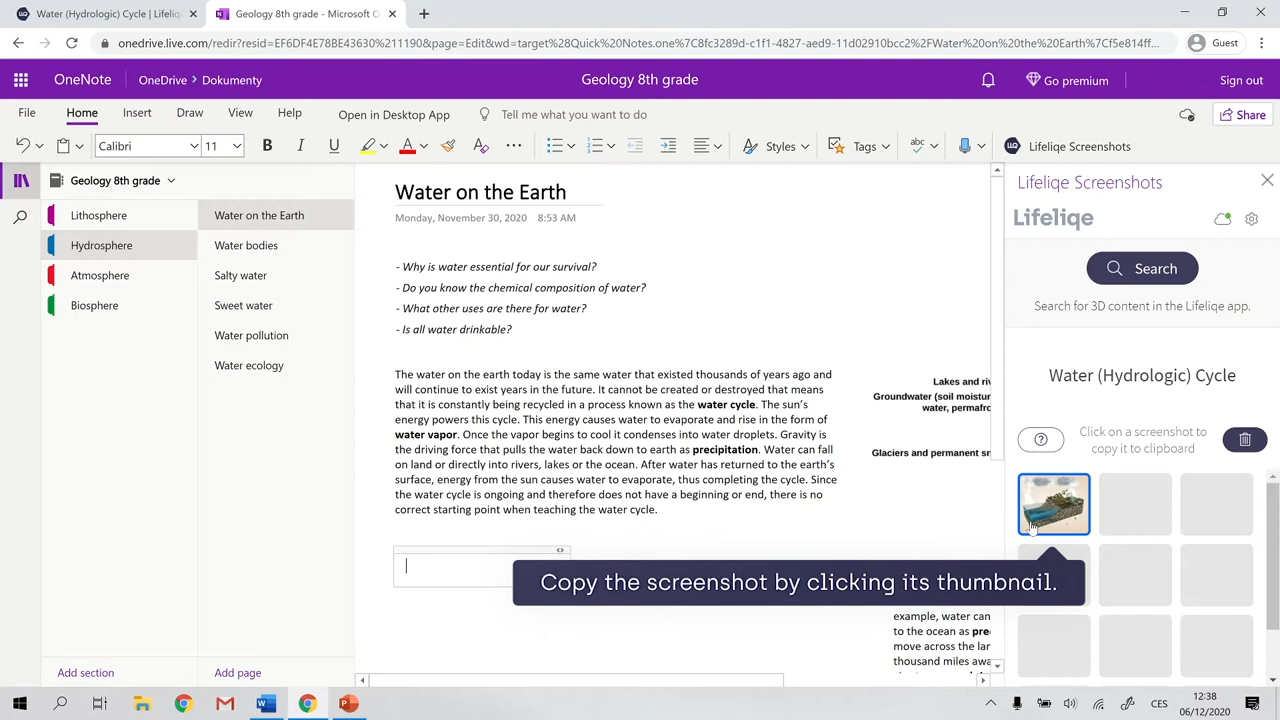 Water (Hydrologic) Cycle | Lifeliq
Geology 8th grade - Microsoft O
onedrive.live.com/redir?resid=EF6DF4E78BE43630%211190&page=Edit&wd=target%28Quick%20Notes.one%7C8fc3289d-c1f1-4827-aed9-11d02910bcc2%2FWater%20on%20the%20Earth%7Cf5e814ff...
Guest
OneNote
OneDrive > Dokumenty
Geology 8th grade
Go premium
Sign out
File
Home
Insert
Draw
View
Help
Open in Desktop App
Tell me what you want to do
Share
Calibri
11
B
I
U
A
Styles
Tags
abc
Lifeliqe Screenshots
Geology 8th grade
Lithosphere
Hydrosphere
Atmosphere
Biosphere
Add section
Water on the Earth
Water bodies
Salty water
Sweet water
Water pollution
Water ecology
Add page
Water on the Earth
Monday, November 30, 2020 8:53 AM
- Why is water essential for our survival?
- Do you know the chemical composition of water?
- What other uses are there for water?
- Is all water drinkable?
The water on the earth today is the same water that existed thousands of years ago and
will continue to exist years in the future. It cannot be created or destroyed that means
that it is constantly being recycled in a process known as the water cycle. The sun's
energy powers this cycle. This energy causes water to evaporate and rise in the form of
water vapor. Once the vapor begins to cool it condenses into water droplets. Gravity is
the driving force that pulls the water back down to earth as precipitation. Water can fall
on land or directly into rivers, lakes or the ocean. After water has returned to the earth's
surface, energy from the sun causes water to evaporate, thus completing the cycle. Since
the water cycle is ongoing and therefore does not have a beginning or end, there is no
correct starting point when teaching the water cycle.
Lakes and riv
Groundwater (soil moistur
water, permafro
Glaciers and permanent sn
example, water can
to the ocean as pre
move across the lar
thousand miles awa
Lifeliqe Screenshots
Lifeliqe
Search
Search for 3D content in the Lifeliqe app.
Water (Hydrologic) Cycle
Click on a screenshot to
copy it to clipboard
Copy the screenshot by clicking its thumbnail.
CES
12:38
06/12/2020